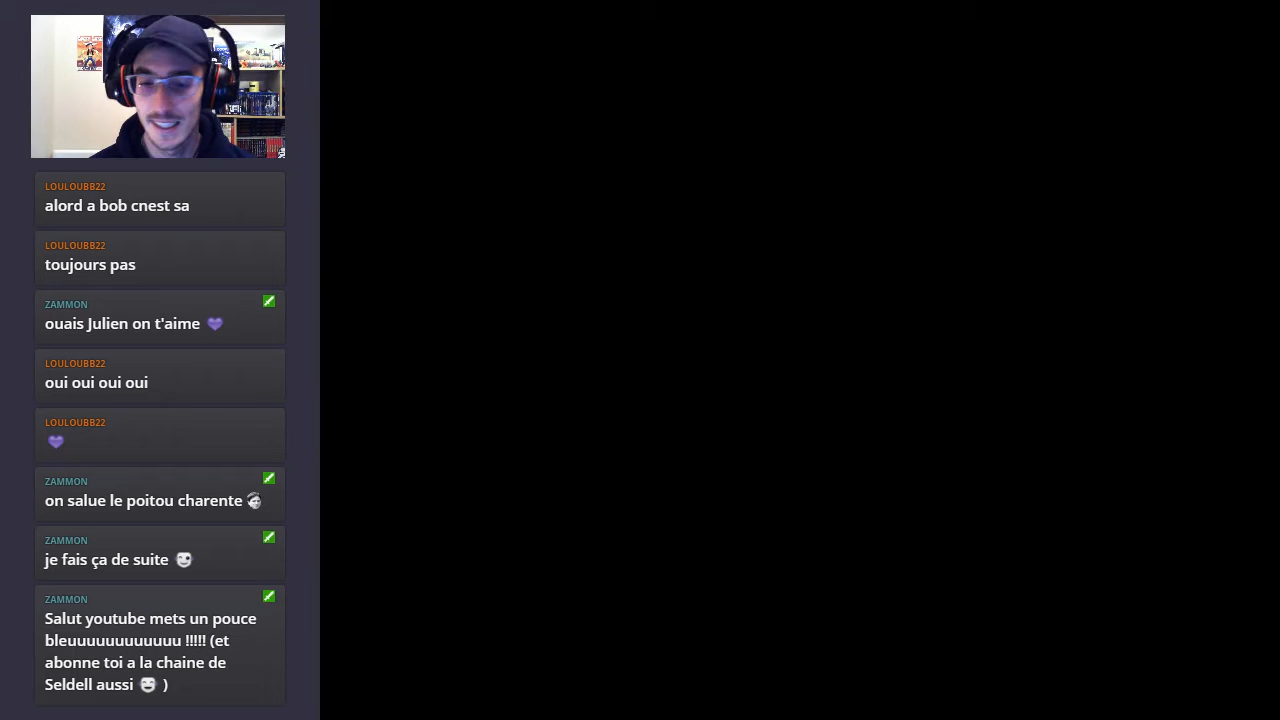 LOULOUBB22
alord a bob cnest sa
LOULOUBB22
toujours pas
ZAMMON
ouais Julien on t'aime 💜
LOULOUBB22
oui oui oui oui
LOULOUBB22
💜
ZAMMON
on salue le poitou charente
ZAMMON
je fais ça de suite
ZAMMON
Salut youtube mets un pouce
bleuuuuuuuuuuu !!!!! (et
abonne toi a la chaine de
Seldell aussi )